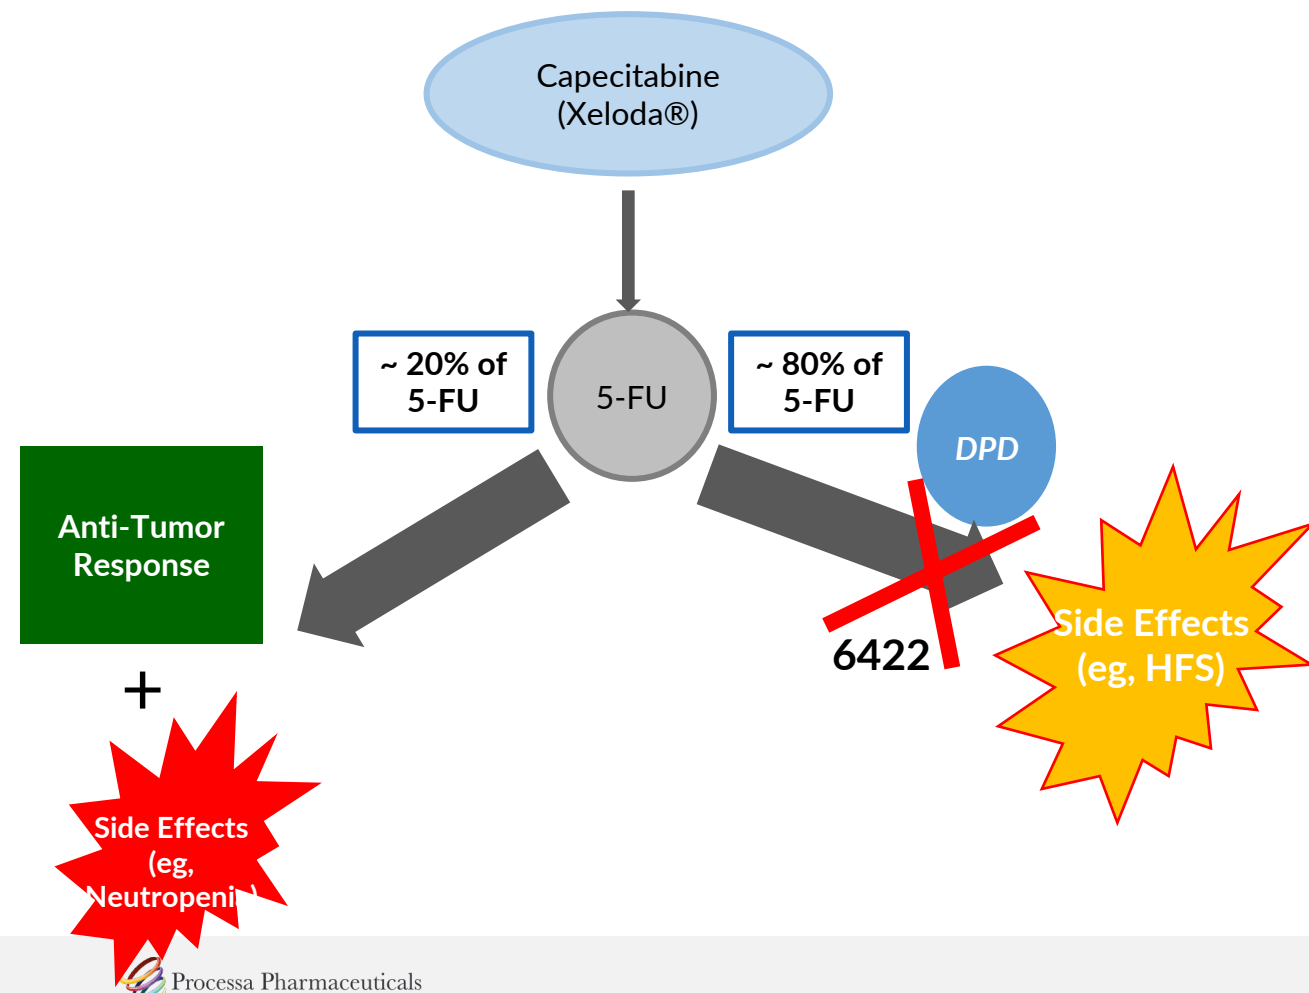 Capecitabine
(Xeloda®)
~ 20% of
5-FU
5-FU
~ 80% of
5-FU
DPD
Anti-Tumor
Response
6422
Side Effects
(eg, HFS)
+
Side Effects
(eg,
Neutropenia)
Processa Pharmaceuticals